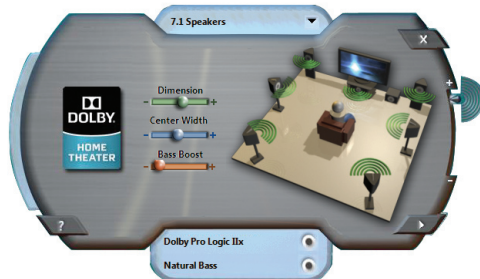 7.1 Speakers
X
Dimension
- +
DOLBY.
Center Width
- +
HOME
THEATER
Bass Boost
- +
+
-
?
Dolby Pro Logic IIx
Natural Bass